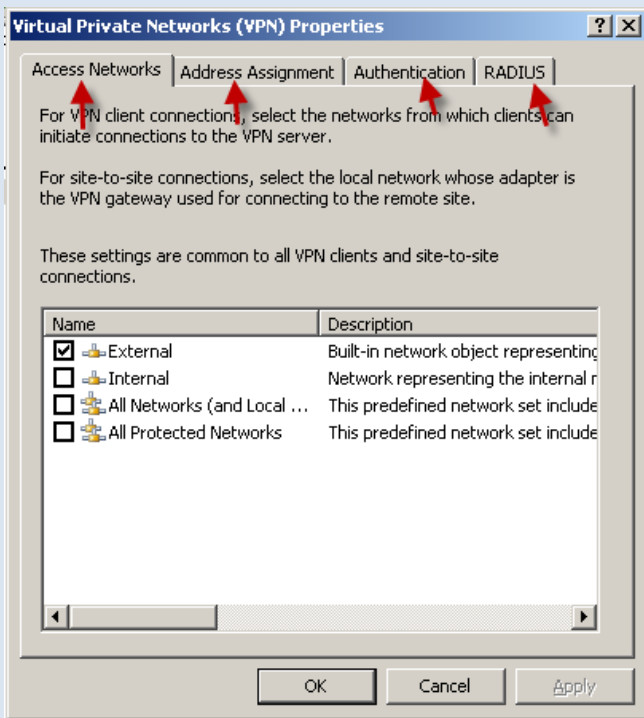 Virtual Private Networks (VPN) Properties
Access Networks Address Assignment Authentication RADIUS
For VPN client connections, select the networks from which clients can
initiate connections to the VPN server.
For site-to-site connections, select the local network whose adapter is
the VPN gateway used for connecting to the remote site.
These settings are common to all VPN clients and site-to-site
connections.
Name Description
External Built-in network object representing
Internal Network representing the internal r
All Networks (and Local ... This predefined network set include
All Protected Networks This predefined network set include
OK Cancel Apply